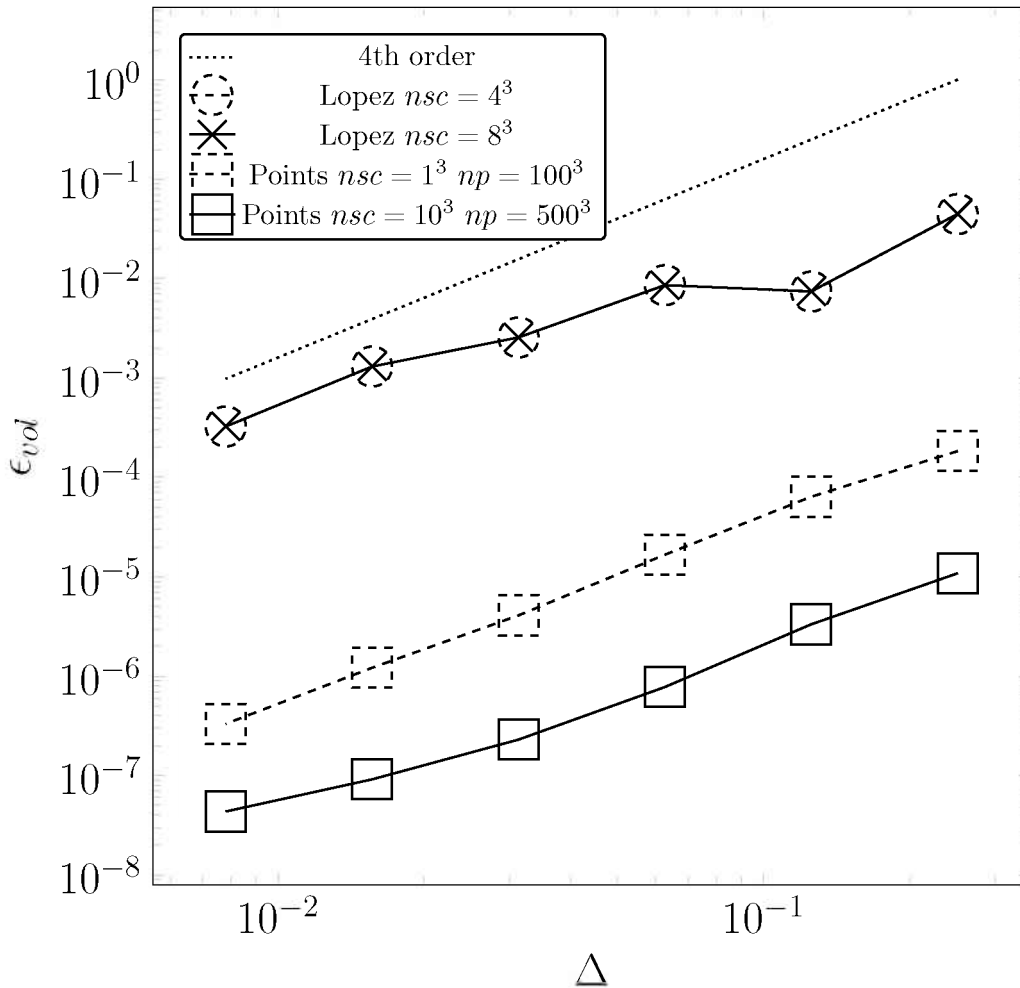 4th order
Lopez nsc = 4³
Lopez nsc = 8³
Points nsc = 1³ np = 100³
Points nsc = 10³ np = 500³
10⁰
10⁻¹
10⁻²
10⁻³
10⁻⁴
10⁻⁵
10⁻⁶
10⁻⁷
10⁻⁸
ϵ_vol
10⁻² 10⁻¹
Δ